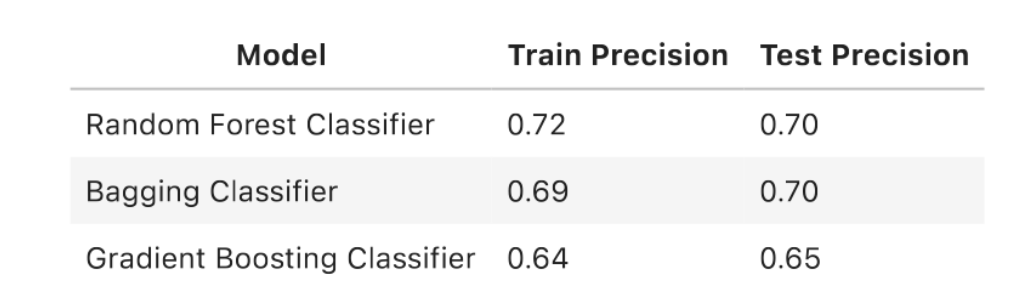 Model Train Precision Test Precision
Random Forest Classifier 0.72 0.70
Bagging Classifier 0.69 0.70
Gradient Boosting Classifier 0.64 0.65